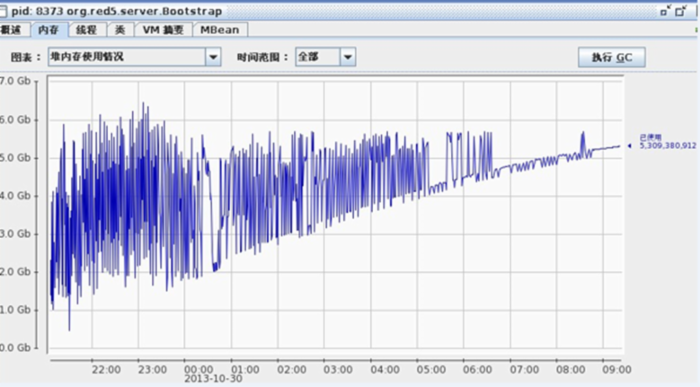 pid: 8373 org.red5.server.Bootstrap
概述 内存 线程 类 VM 摘要 MBean
图表： 堆内存使用情况 时间范围： 全部 执行 GC
7.0 Gb
6.0 Gb
5.0 Gb
4.0 Gb
3.0 Gb
2.0 Gb
1.0 Gb
0.0 Gb
已使用
5,309,380,912
22:00 23:00 00:00 01:00 02:00 03:00 04:00 05:00 06:00 07:00 08:00 09:00
2013-10-30